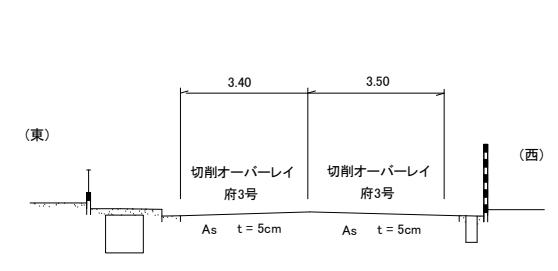 3.40 3.50
(東)
(西)
切削オーバーレイ 切削オーバーレイ
府3号 府3号
As t=5cm As t=5cm